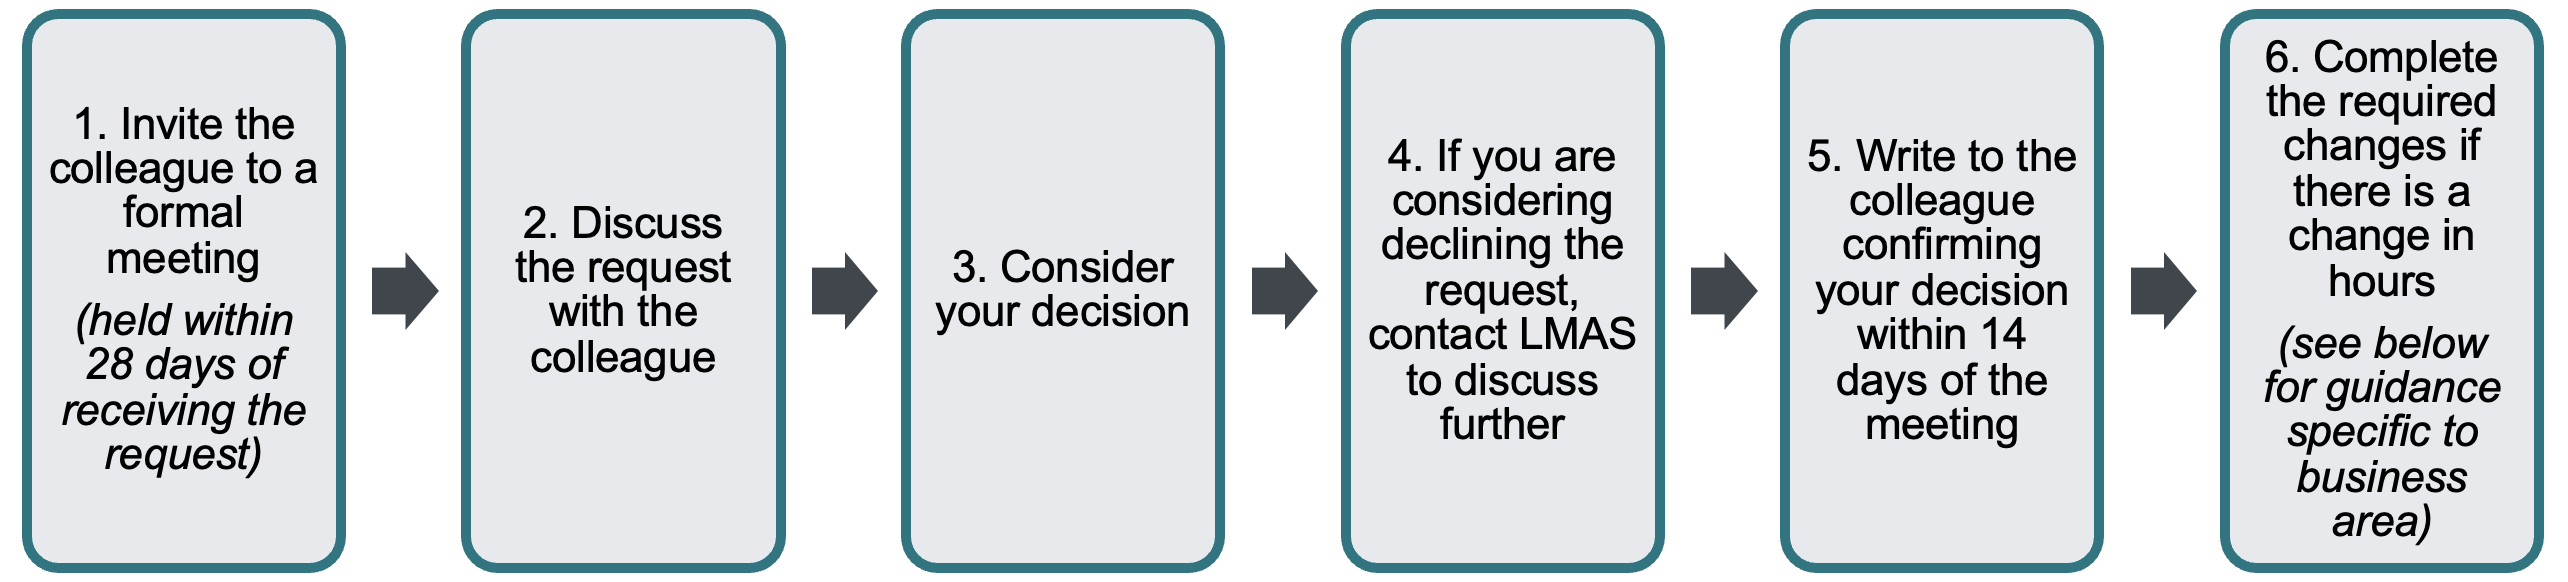 1. Invite the
colleague to a
formal
meeting
(held within
28 days of
receiving the
request)
2. Discuss
the request
with the
colleague
3. Consider
your decision
4. If you are
considering
declining the
request,
contact LMAS
to discuss
further
5. Write to the
colleague
confirming
your decision
within 14
days of the
meeting
6. Complete
the required
changes if
there is a
change in
hours
(see below
for guidance
specific to
business
area)